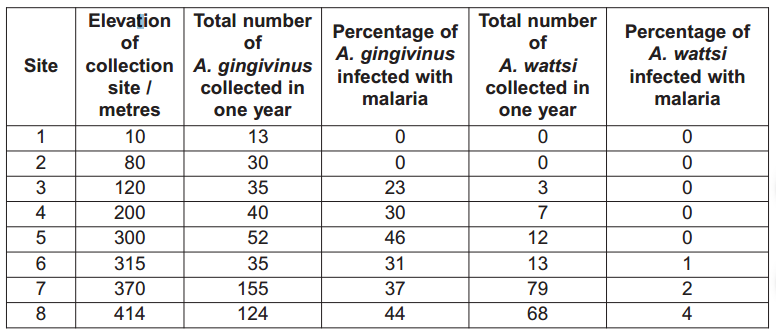 Site Elevation of collection site / metres Total number of A. gingivinus collected in one year Percentage of A. gingivinus infected with malaria Total number of A. wattsi collected in one year Percentage of A. wattsi infected with malaria
1 10 13 0 0 0
2 80 30 0 0 0
3 120 35 23 3 0
4 200 40 30 7 0
5 300 52 46 12 0
6 315 35 31 13 1
7 370 155 37 79 2
8 414 124 44 68 4